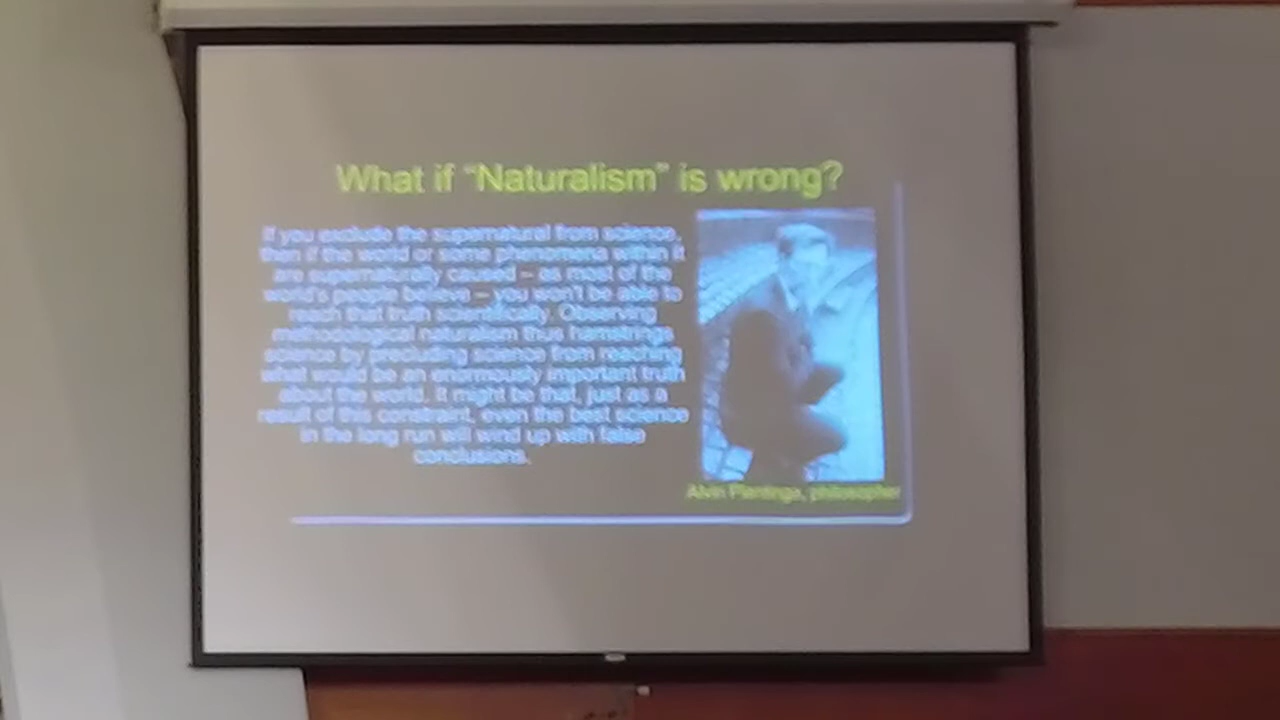 What if "Naturalism" is wrong?
If you exclude the supernatural from science,
then if the world or some phenomena within it
are supernaturally caused – as most of the
world's people believe – you won't be able to
reach that truth scientifically. Observing
methodological naturalism thus hamstrings
science by precluding science from reaching
what would be an enormously important truth
about the world. It might be that, just as a
result of this constraint, even the best science
in the long run will wind up with false
conclusions.
Alvin Plantinga, philosopher